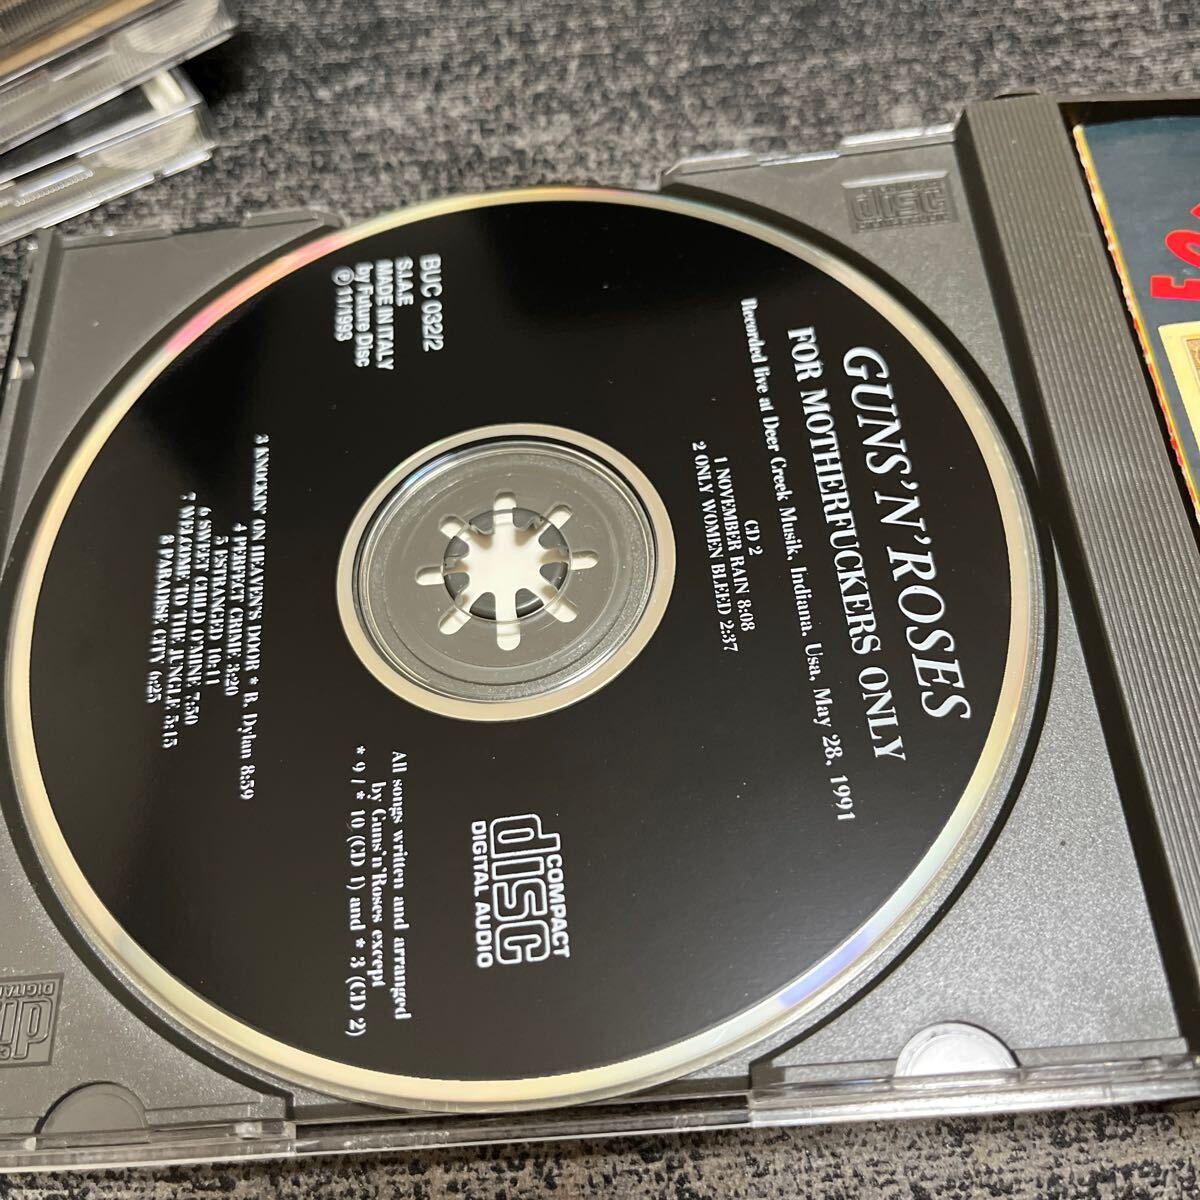 GUNS'N'ROSES
FOR MOTHERFUCKERS ONLY
Recorded live at Deer Creek Musik, Indiana, Usa, May 28, 1991
CD 2
1 NOVEMBER RAIN 8:08
2 ONLY WOMEN BLEED 2:37
BUC 032/2
S.I.A.E
MADE IN ITALY
by Future Disc
℗ 11/1993
COMPACT
disc
DIGITAL AUDIO
3 KNOCKIN' ON HEAVEN'S DOOR * B. Dylan 8:59
4 PERFECT CRIME 3:20
5 ESTRANGED 10:11
6 SWEET CHILD O'MINE 7:50
7 WELCOME TO THE JUNGLE 5:15
8 PARADISE CITY 6:25
All songs written and arranged
by Guns'n'Roses except
* 9 / * 10 (CD 1) and * 3 (CD 2)
disc